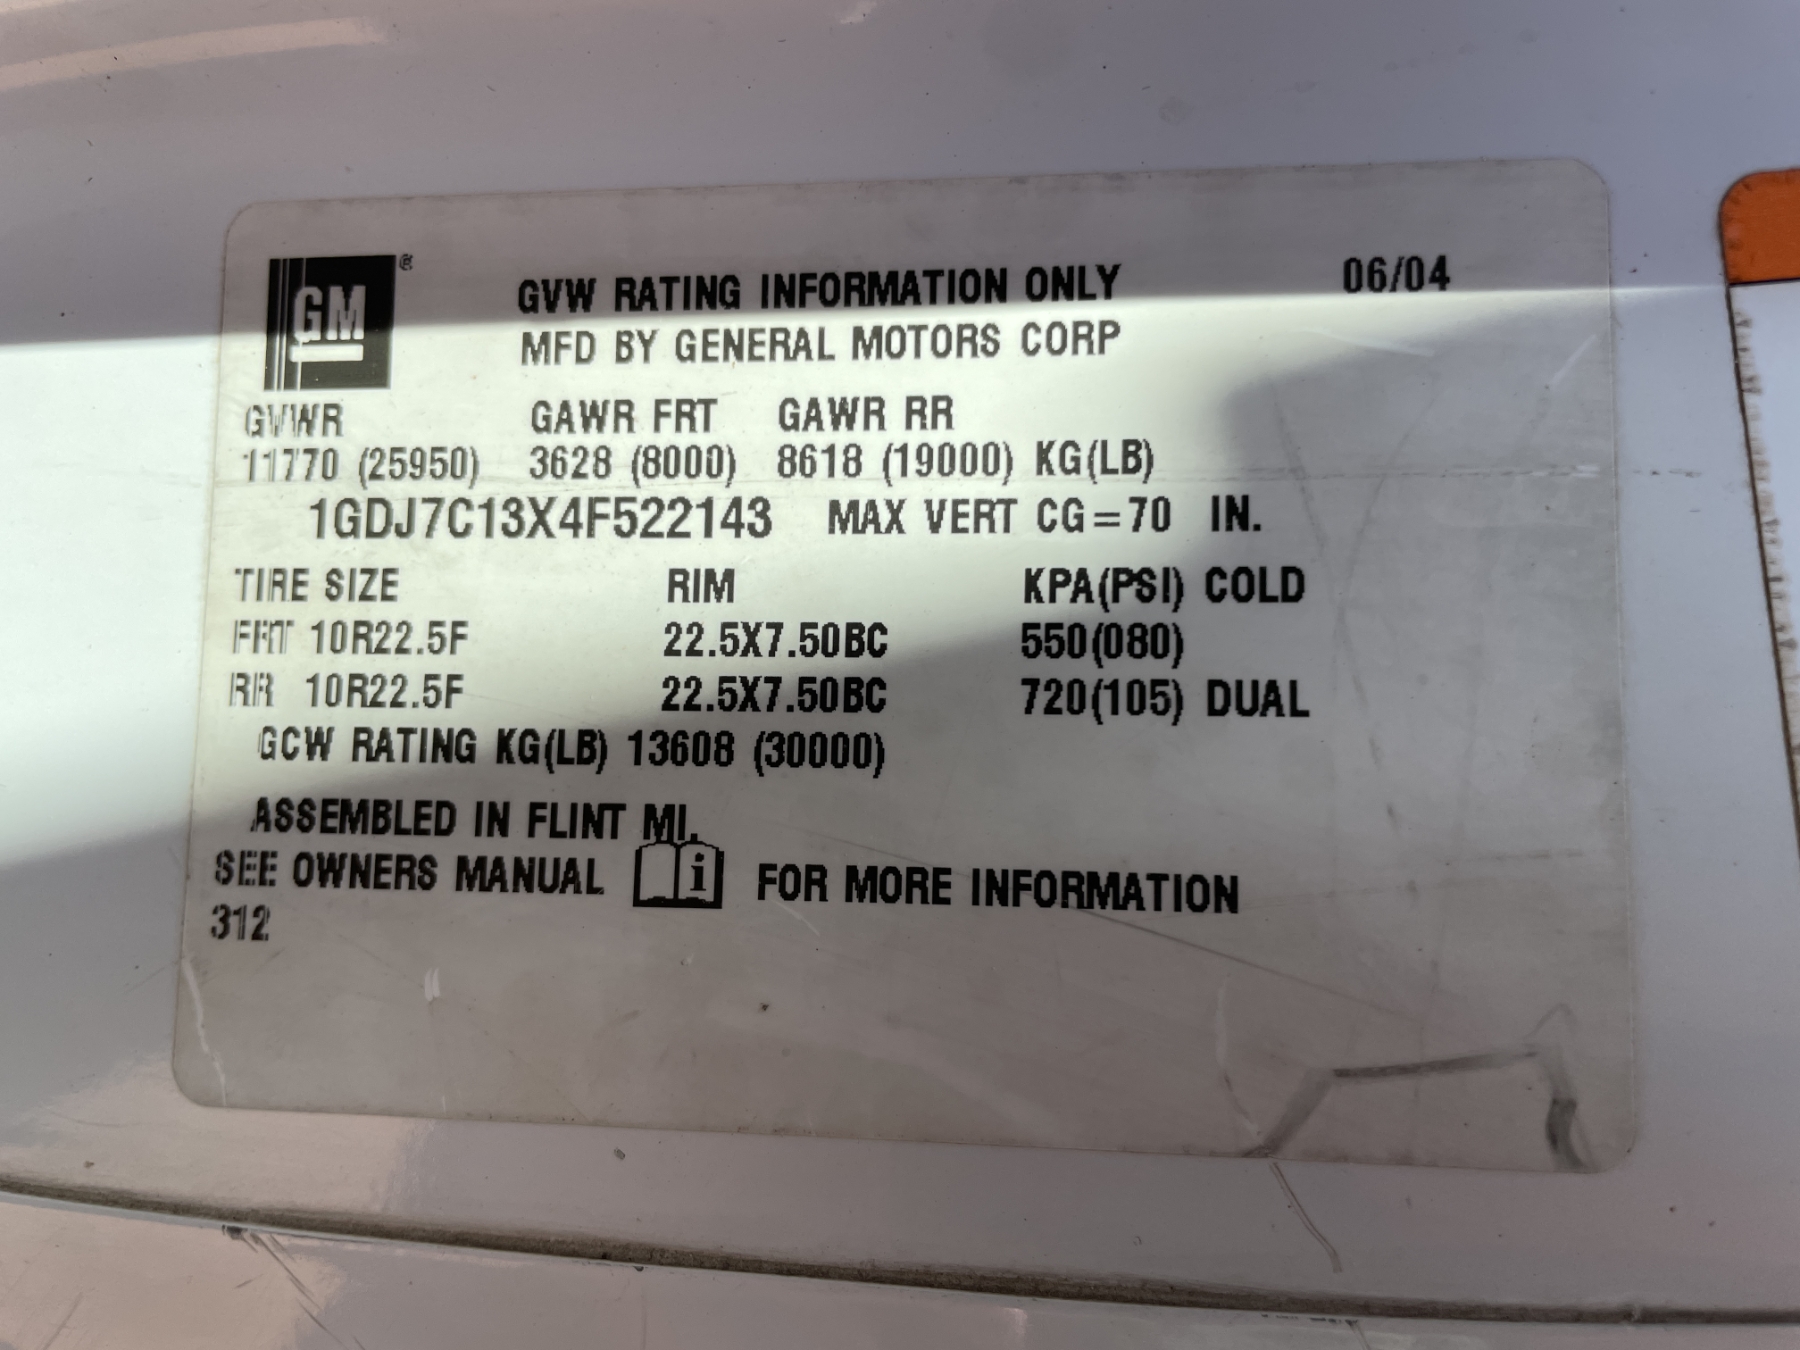 GM®
GVW RATING INFORMATION ONLY 06/04
MFD BY GENERAL MOTORS CORP
GVWR GAWR FRT GAWR RR
11770 (25950) 3628 (8000) 8618 (19000) KG(LB)
1GDJ7C13X4F522143 MAX VERT CG=70 IN.
TIRE SIZE RIM KPA(PSI) COLD
FRT 10R22.5F 22.5X7.50BC 550(080)
RR 10R22.5F 22.5X7.50BC 720(105) DUAL
GCW RATING KG(LB) 13608 (30000)
ASSEMBLED IN FLINT MI.
SEE OWNERS MANUAL i FOR MORE INFORMATION
312